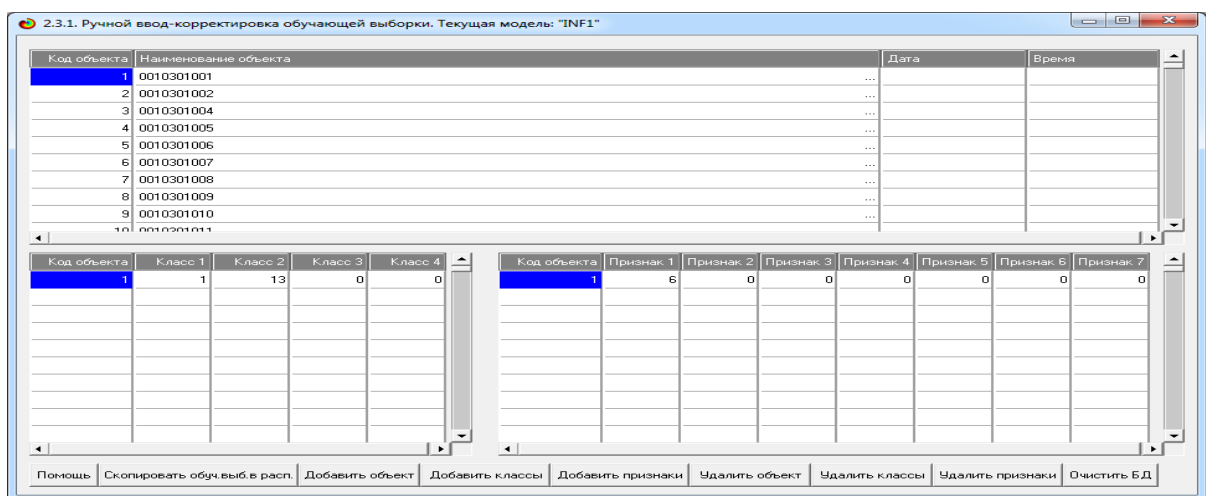 2.3.1. Ручной ввод-корректировка обучающей выборки. Текущая модель: "INF1"
Код объекта Наименование объекта Дата Время
1 0010301001 ...
2 0010301002 ...
3 0010301004 ...
4 0010301005 ...
5 0010301006 ...
6 0010301007 ...
7 0010301008 ...
8 0010301009 ...
9 0010301010 ...
10 0010301011
Код объекта Класс 1 Класс 2 Класс 3 Класс 4
1 1 13 0 0
Код объекта Признак 1 Признак 2 Признак 3 Признак 4 Признак 5 Признак 6 Признак 7
1 6 0 0 0 0 0 0
Помощь Скопировать обуч.выб.в расп. Добавить объект Добавить классы Добавить признаки Удалить объект Удалить классы Удалить признаки Очистить БД